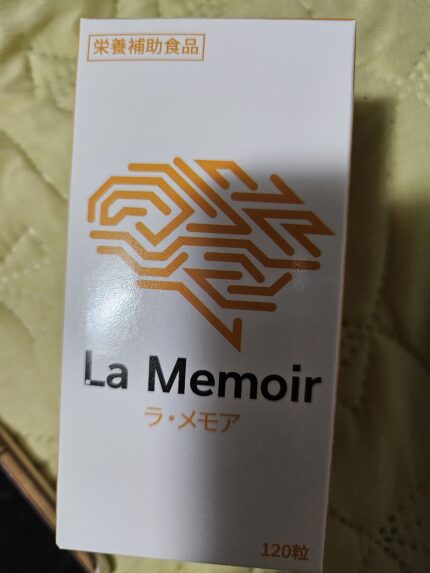 栄養補助食品
La Memoir
ラ・メモア
120粒